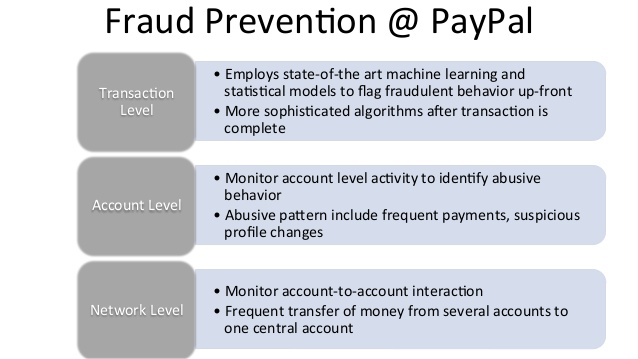 Fraud Prevention @ PayPal
Transaction
Level
• Employs state-of-the art machine learning and
statistical models to flag fraudulent behavior up-front
• More sophisticated algorithms after transaction is
complete
Account Level
• Monitor account level activity to identify abusive
behavior
• Abusive pattern include frequent payments, suspicious
profile changes
Network Level
• Monitor account-to-account interaction
• Frequent transfer of money from several accounts to
one central account